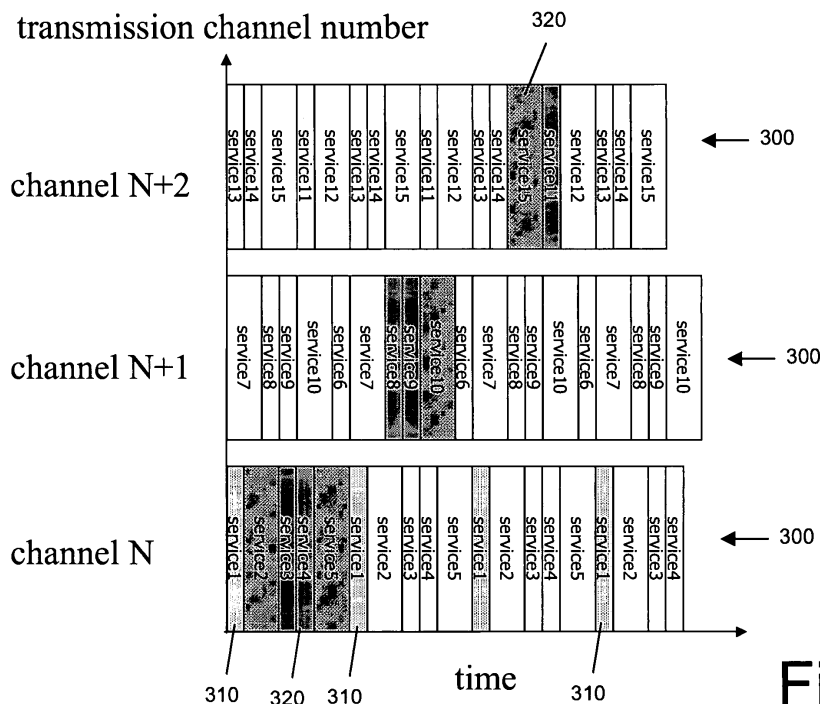 transmission channel number
320
channel N+2
service13
service14
service15
service11
service12
service13
service14
service15
service11
service12
service13
service14
service15
service11
service12
service13
service14
service15
300
channel N+1
service7
service8
service9
service10
service6
service7
service8
service9
service10
service6
service7
service8
service9
service10
service6
service7
service8
service9
service10
300
channel N
service1
service2
service3
service4
service5
service1
service2
service3
service4
service5
service1
service2
service3
service4
service5
service1
service2
service3
service4
300
310
320
310
time
310
Fi